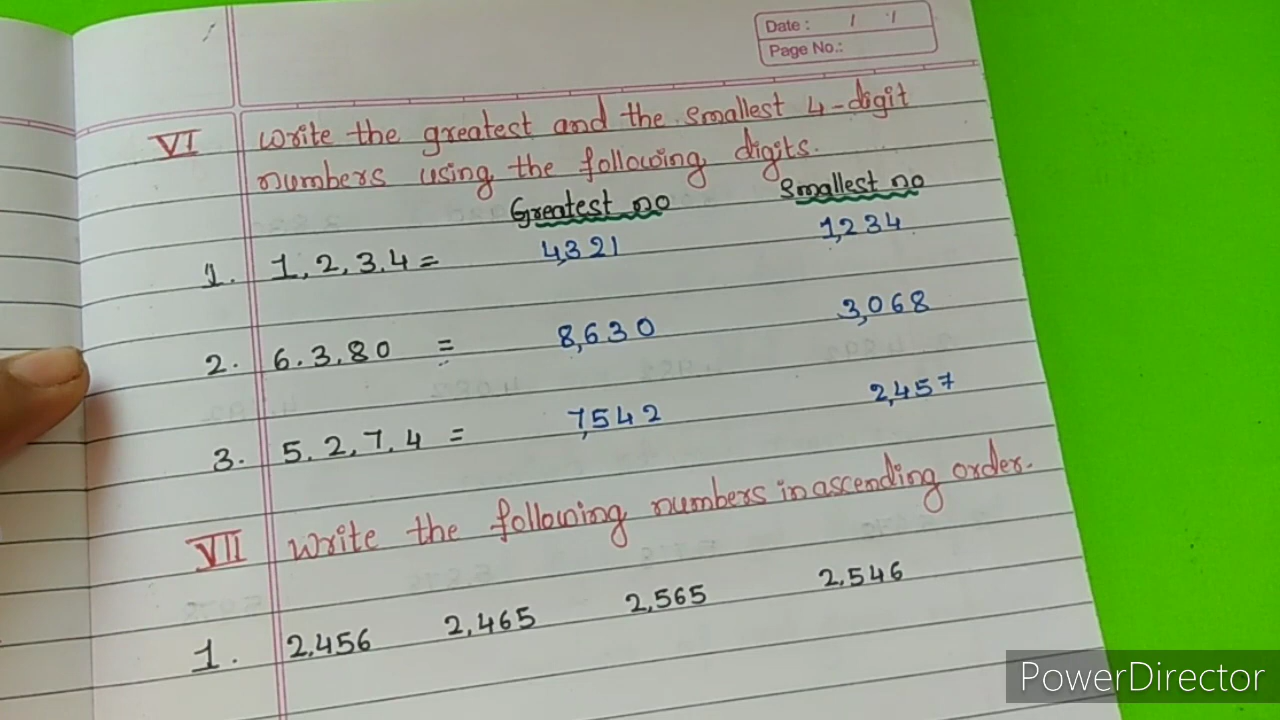 Date : / /
Page No.:
VI Write the greatest and the smallest 4-digit
numbers using the following digits.
Greatest no Smallest no
1. 1,2,3,4 = 4,321 1,234
2. 6.3.80 = 8,630 3,068
3. 5.2,7.4 = 7,542 2,457
VII Write the following numbers in ascending order.
1. 2,456 2,465 2,565 2,546
PowerDirector